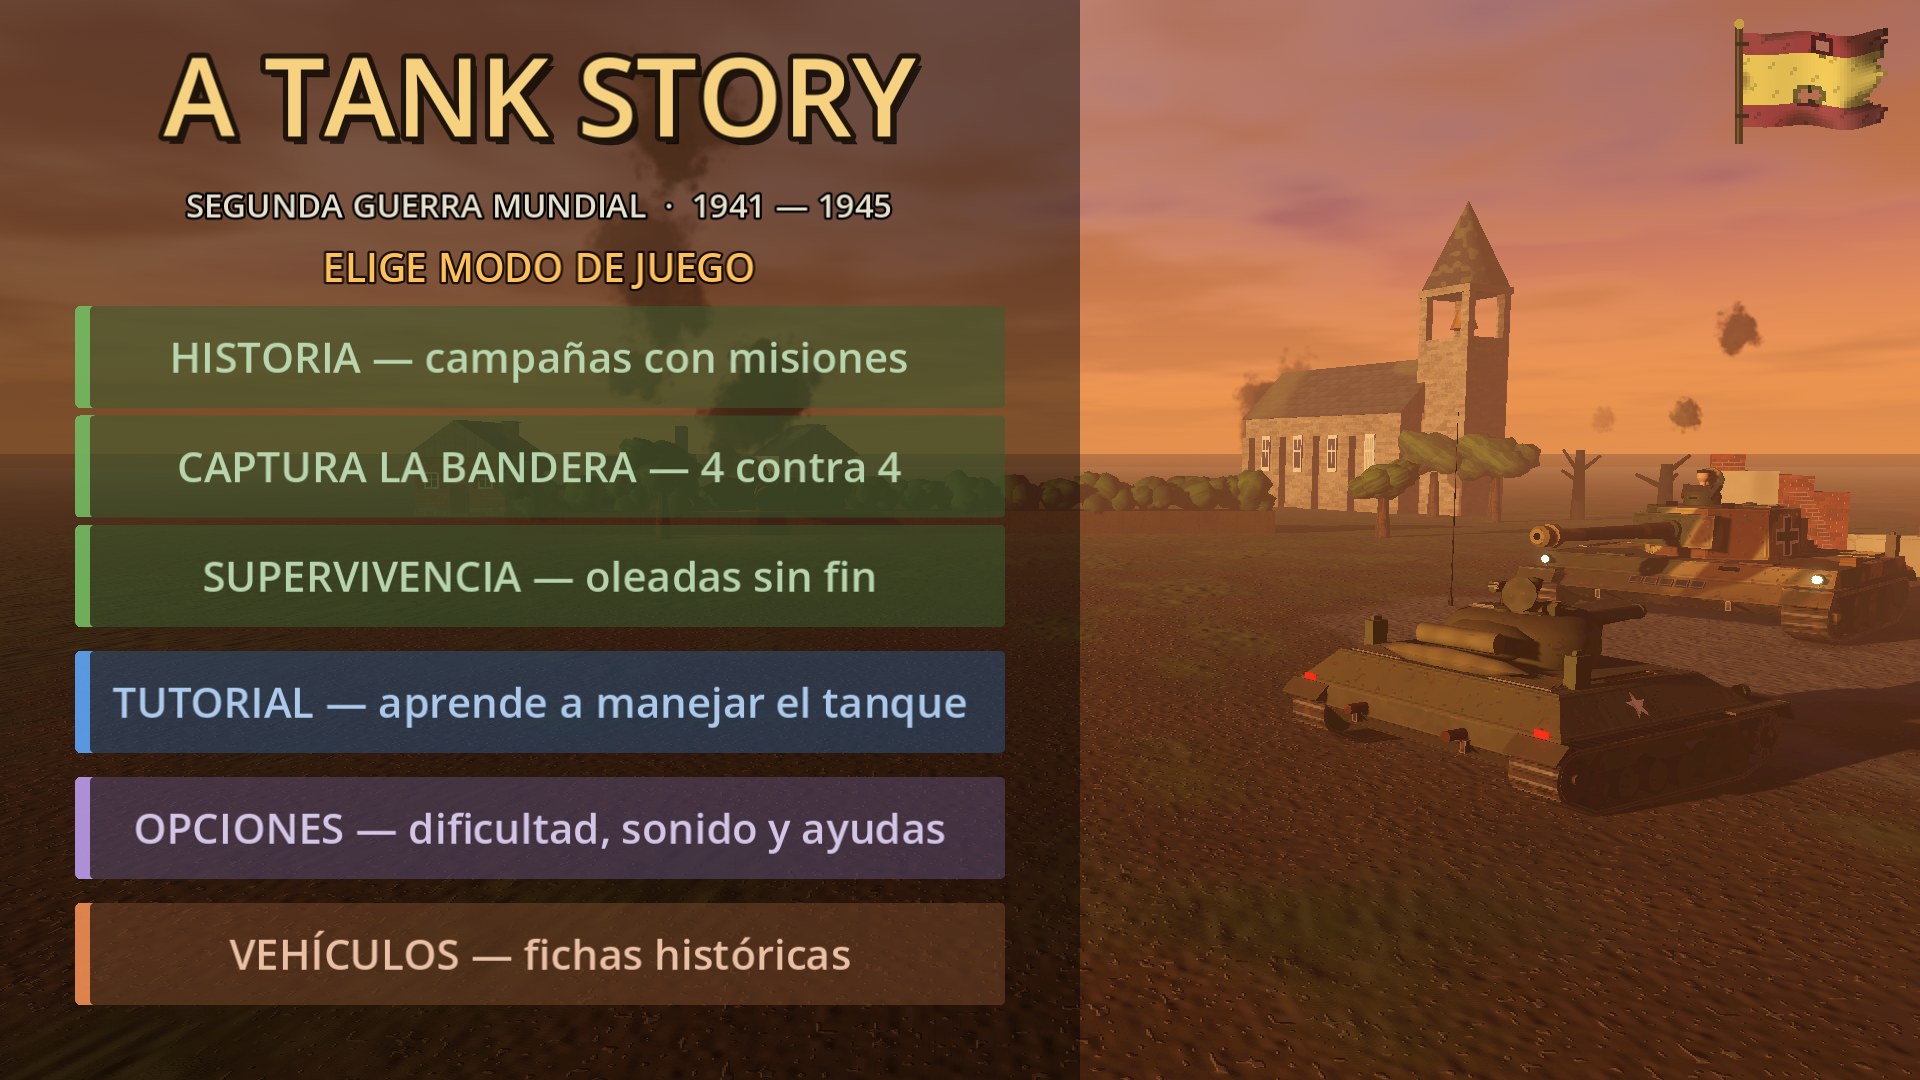 A TANK STORY
SEGUNDA GUERRA MUNDIAL · 1941 — 1945
ELIGE MODO DE JUEGO
HISTORIA — campañas con misiones
CAPTURA LA BANDERA — 4 contra 4
SUPERVIVENCIA — oleadas sin fin
TUTORIAL — aprende a manejar el tanque
OPCIONES — dificultad, sonido y ayudas
VEHÍCULOS — fichas históricas